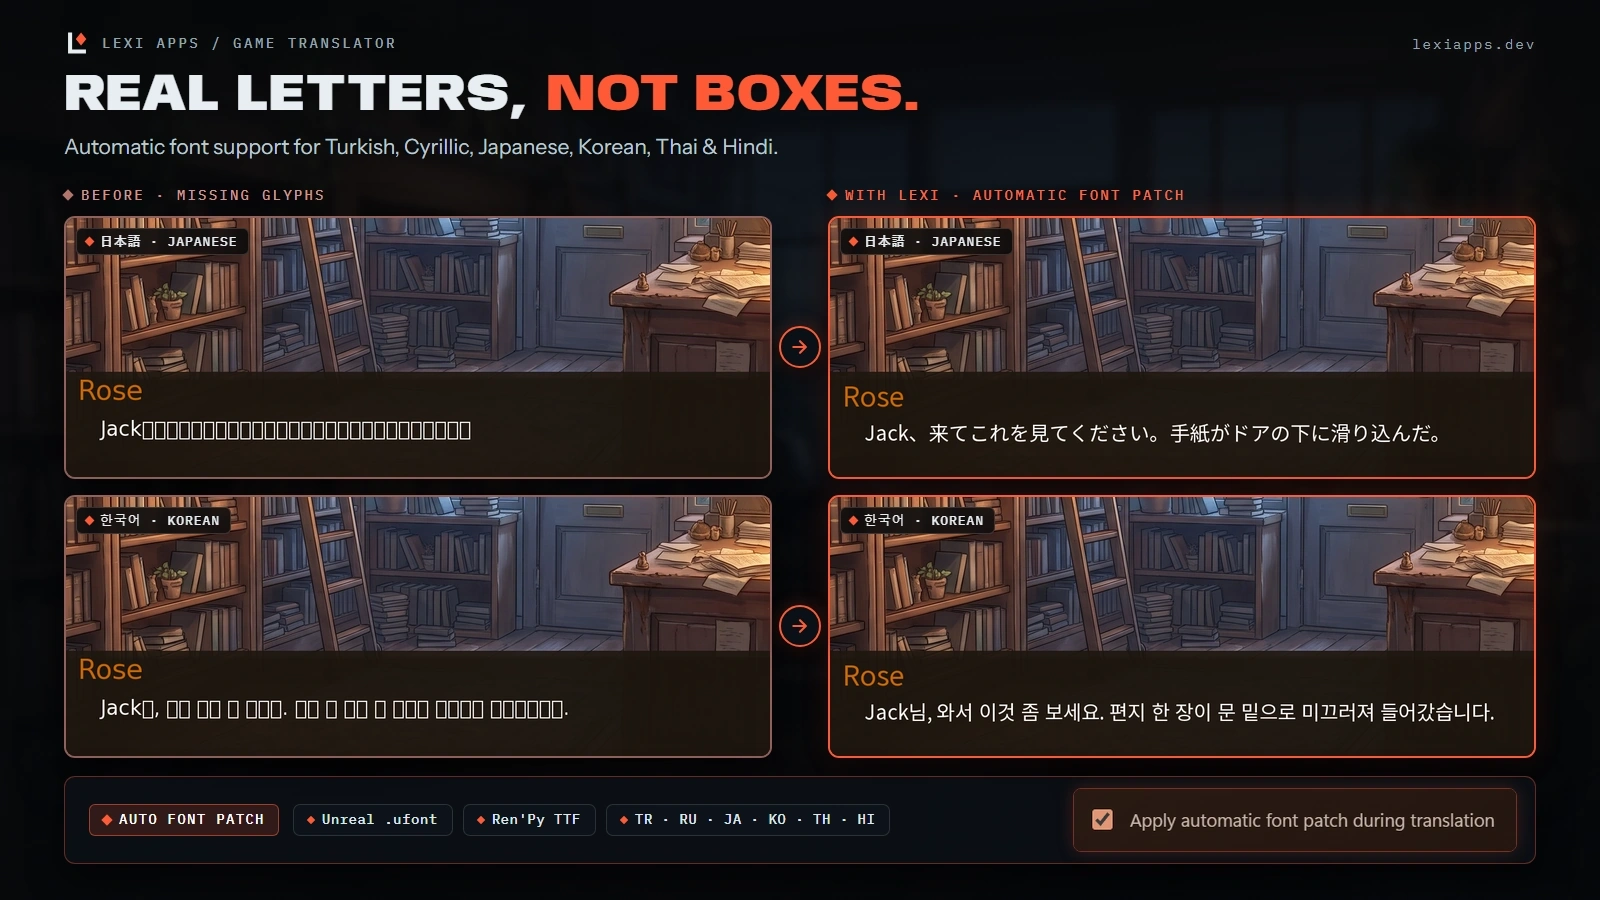 LEXI APPS / GAME TRANSLATOR
lexiapps.dev
REAL LETTERS, NOT BOXES.
Automatic font support for Turkish, Cyrillic, Japanese, Korean, Thai & Hindi.
BEFORE · MISSING GLYPHS
日本語 · JAPANESE
Rose
Jack▯▯▯▯▯▯▯▯▯▯▯▯▯▯▯▯▯▯▯▯▯▯▯▯▯▯▯
한국어 · KOREAN
Rose
Jack▯, ▯▯ ▯▯ ▯ ▯▯▯. ▯▯ ▯ ▯▯ ▯ ▯▯▯ ▯▯▯▯ ▯▯▯▯▯▯.
WITH LEXI · AUTOMATIC FONT PATCH
日本語 · JAPANESE
Rose
Jack、来てこれを見てください。手紙がドアの下に滑り込んだ。
한국어 · KOREAN
Rose
Jack님, 와서 이것 좀 보세요. 편지 한 장이 문 밑으로 미끄러져 들어갔습니다.
AUTO FONT PATCH
Unreal .ufont
Ren'Py TTF
TR · RU · JA · KO · TH · HI
Apply automatic font patch during translation